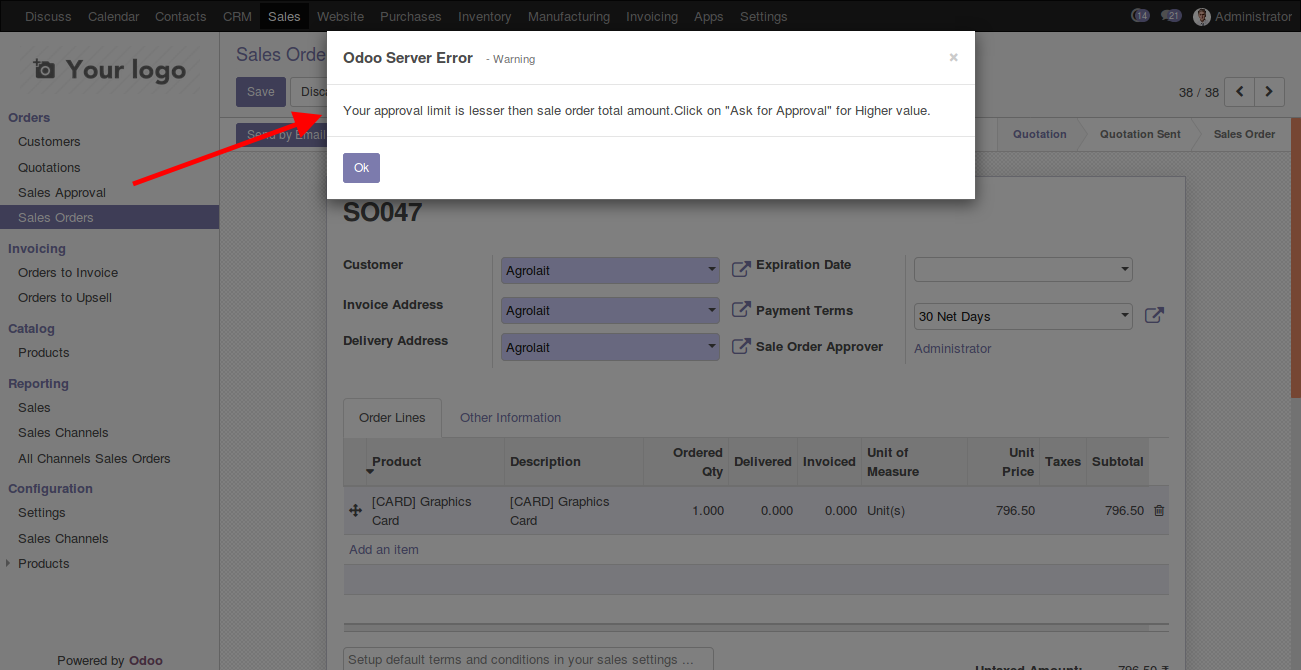 Discuss Calendar Contacts CRM Sales Website Purchases Inventory Manufacturing Invoicing Apps Settings 14 21 Administrator
Your logo
Sales Orde
Save Disca
38 / 38
Send by Email
Quotation Quotation Sent Sales Order
Odoo Server Error - Warning ×
Your approval limit is lesser then sale order total amount.Click on "Ask for Approval" for Higher value.
Ok
Orders
Customers
Quotations
Sales Approval
Sales Orders
Invoicing
Orders to Invoice
Orders to Upsell
Catalog
Products
Reporting
Sales
Sales Channels
All Channels Sales Orders
Configuration
Settings
Sales Channels
Products
Powered by Odoo
SO047
Customer Agrolait Expiration Date
Invoice Address Agrolait Payment Terms 30 Net Days
Delivery Address Agrolait Sale Order Approver Administrator
Order Lines Other Information
Product Description Ordered Qty Delivered Invoiced Unit of Measure Unit Price Taxes Subtotal
[CARD] Graphics Card [CARD] Graphics Card 1.000 0.000 0.000 Unit(s) 796.50 796.50
Add an item
Setup default terms and conditions in your sales settings ...
Untaxed Amount: 796.50 ₹